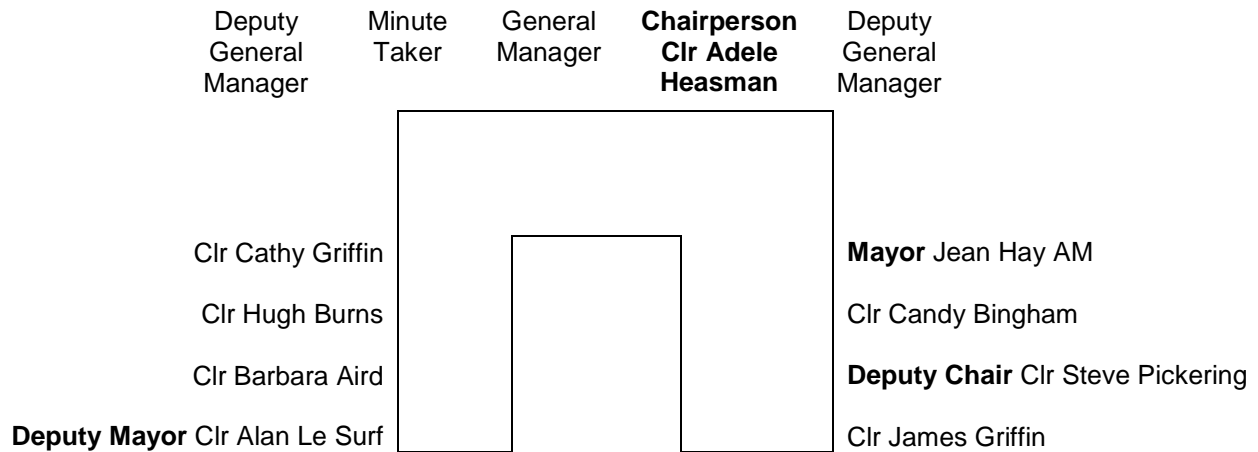 Deputy General Manager
Minute Taker
General Manager
Chairperson Clr Adele Heasman
Deputy General Manager
Clr Cathy Griffin
Mayor Jean Hay AM
Clr Hugh Burns
Clr Candy Bingham
Clr Barbara Aird
Deputy Chair Clr Steve Pickering
Deputy Mayor Clr Alan Le Surf
Clr James Griffin